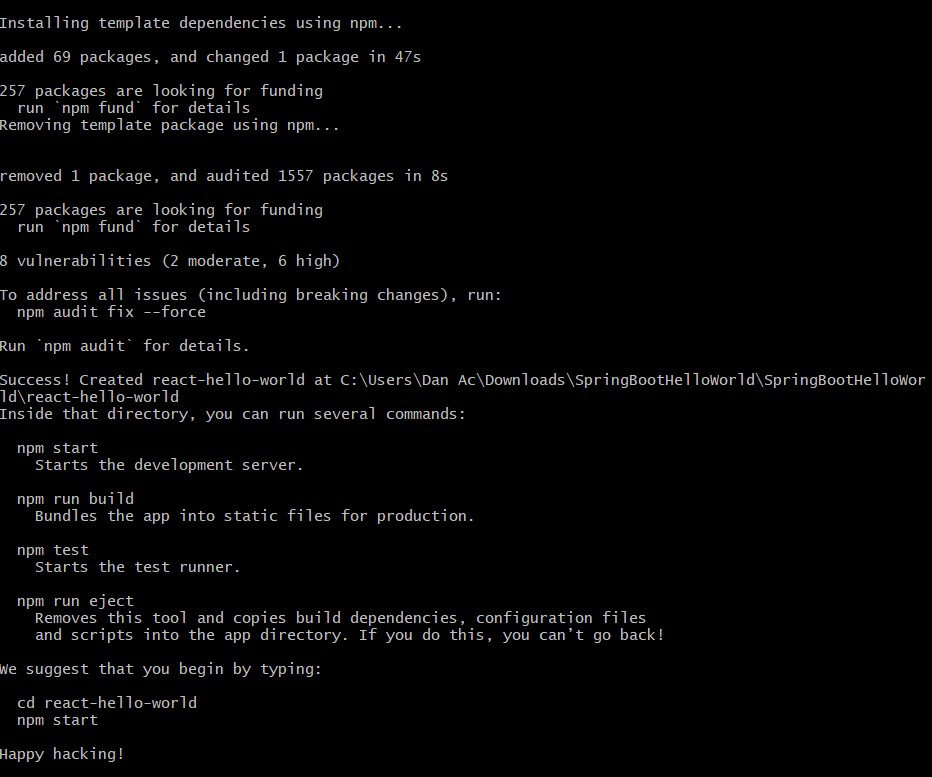 Installing template dependencies using npm...
added 69 packages, and changed 1 package in 47s
257 packages are looking for funding
  run `npm fund` for details
Removing template package using npm...
removed 1 package, and audited 1557 packages in 8s
257 packages are looking for funding
  run `npm fund` for details
8 vulnerabilities (2 moderate, 6 high)
To address all issues (including breaking changes), run:
  npm audit fix --force
Run `npm audit` for details.
Success! Created react-hello-world at C:\Users\Dan Ac\Downloads\SpringBootHelloWorld\SpringBootHelloWor
ld\react-hello-world
Inside that directory, you can run several commands:
  npm start
    Starts the development server.
  npm run build
    Bundles the app into static files for production.
  npm test
    Starts the test runner.
  npm run eject
    Removes this tool and copies build dependencies, configuration files
    and scripts into the app directory. If you do this, you can’t go back!
We suggest that you begin by typing:
  cd react-hello-world
  npm start
Happy hacking!